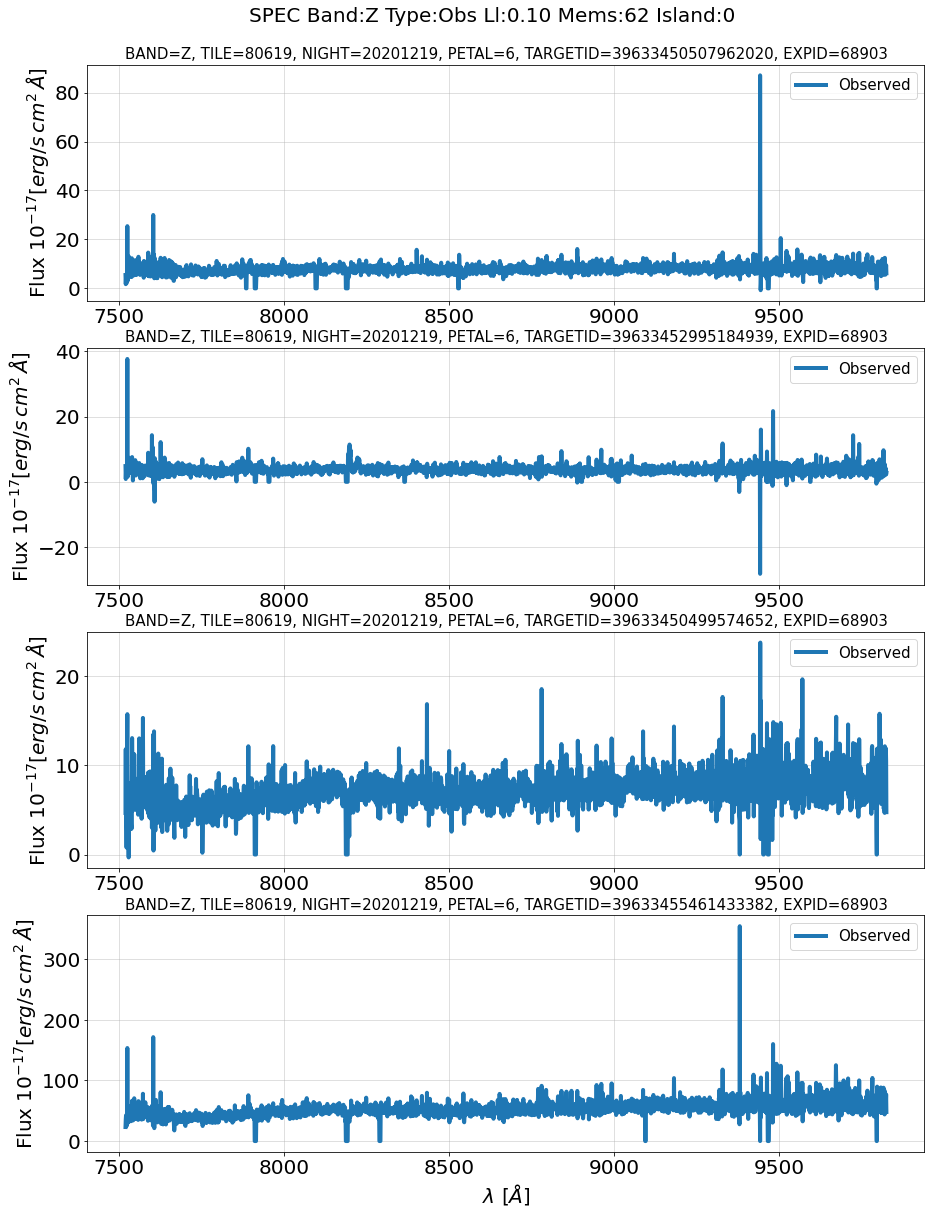 SPEC Band:Z Type:Obs Ll:0.10 Mems:62 Island:0
BAND=Z, TILE=80619, NIGHT=20201219, PETAL=6, TARGETID=39633450507962020, EXPID=68903
Flux 10^{-17}[erg/s cm^2 Å]
80
60
40
20
0
Observed
7500 8000 8500 9000 9500
BAND=Z, TILE=80619, NIGHT=20201219, PETAL=6, TARGETID=39633452995184939, EXPID=68903
Flux 10^{-17}[erg/s cm^2 Å]
40
20
0
−20
Observed
7500 8000 8500 9000 9500
BAND=Z, TILE=80619, NIGHT=20201219, PETAL=6, TARGETID=39633450499574652, EXPID=68903
Flux 10^{-17}[erg/s cm^2 Å]
20
10
0
Observed
7500 8000 8500 9000 9500
BAND=Z, TILE=80619, NIGHT=20201219, PETAL=6, TARGETID=39633455461433382, EXPID=68903
Flux 10^{-17}[erg/s cm^2 Å]
300
200
100
0
Observed
7500 8000 8500 9000 9500
λ [Å]